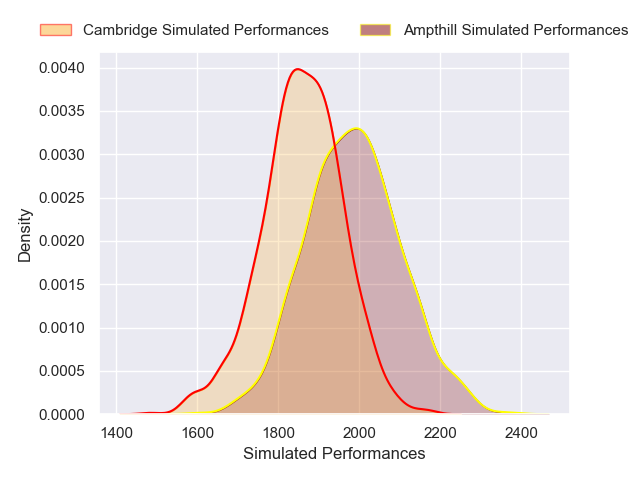 Cambridge Simulated Performances
Ampthill Simulated Performances
0.0040
0.0035
0.0030
0.0025
0.0020
0.0015
0.0010
0.0005
0.0000
Density
1400 1600 1800 2000 2200 2400
Simulated Performances